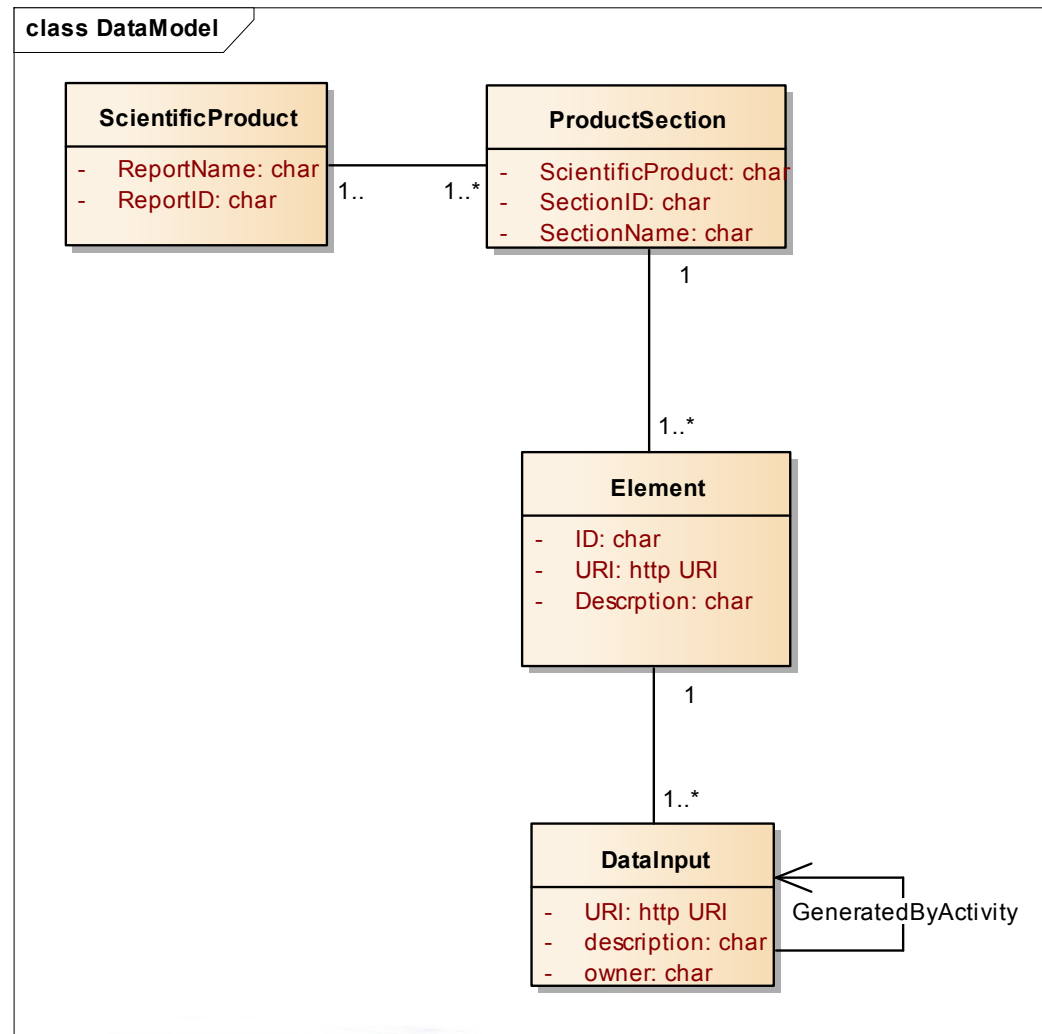 class DataModel
ScientificProduct
- ReportName: char
- ReportID: char
1..
1..*
ProductSection
- ScientificProduct: char
- SectionID: char
- SectionName: char
1
1..*
Element
- ID: char
- URI: http URI
- Descrption: char
1
1..*
DataInput
- URI: http URI
- description: char
- owner: char
GeneratedByActivity